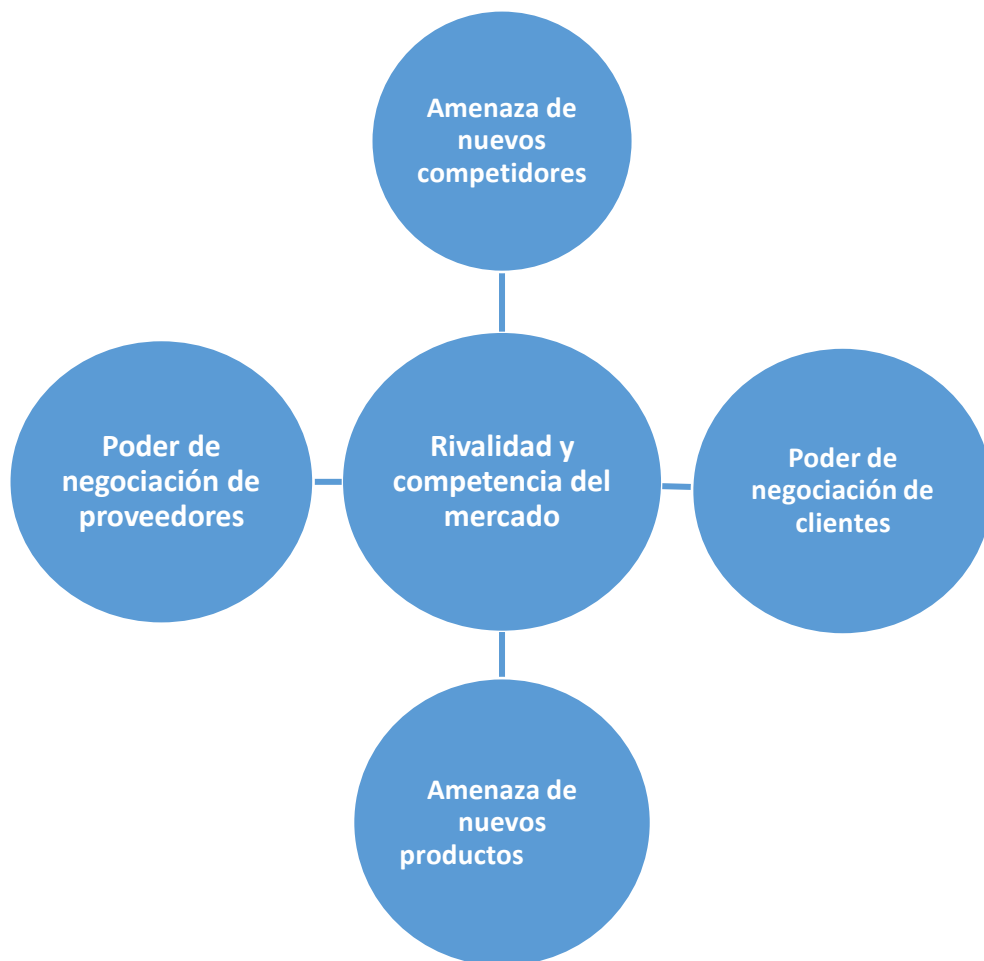 Amenaza de
nuevos
competidores
Poder de
negociación de
proveedores
Rivalidad y
competencia del
mercado
Poder de
negociación de
clientes
Amenaza de
nuevos
productos